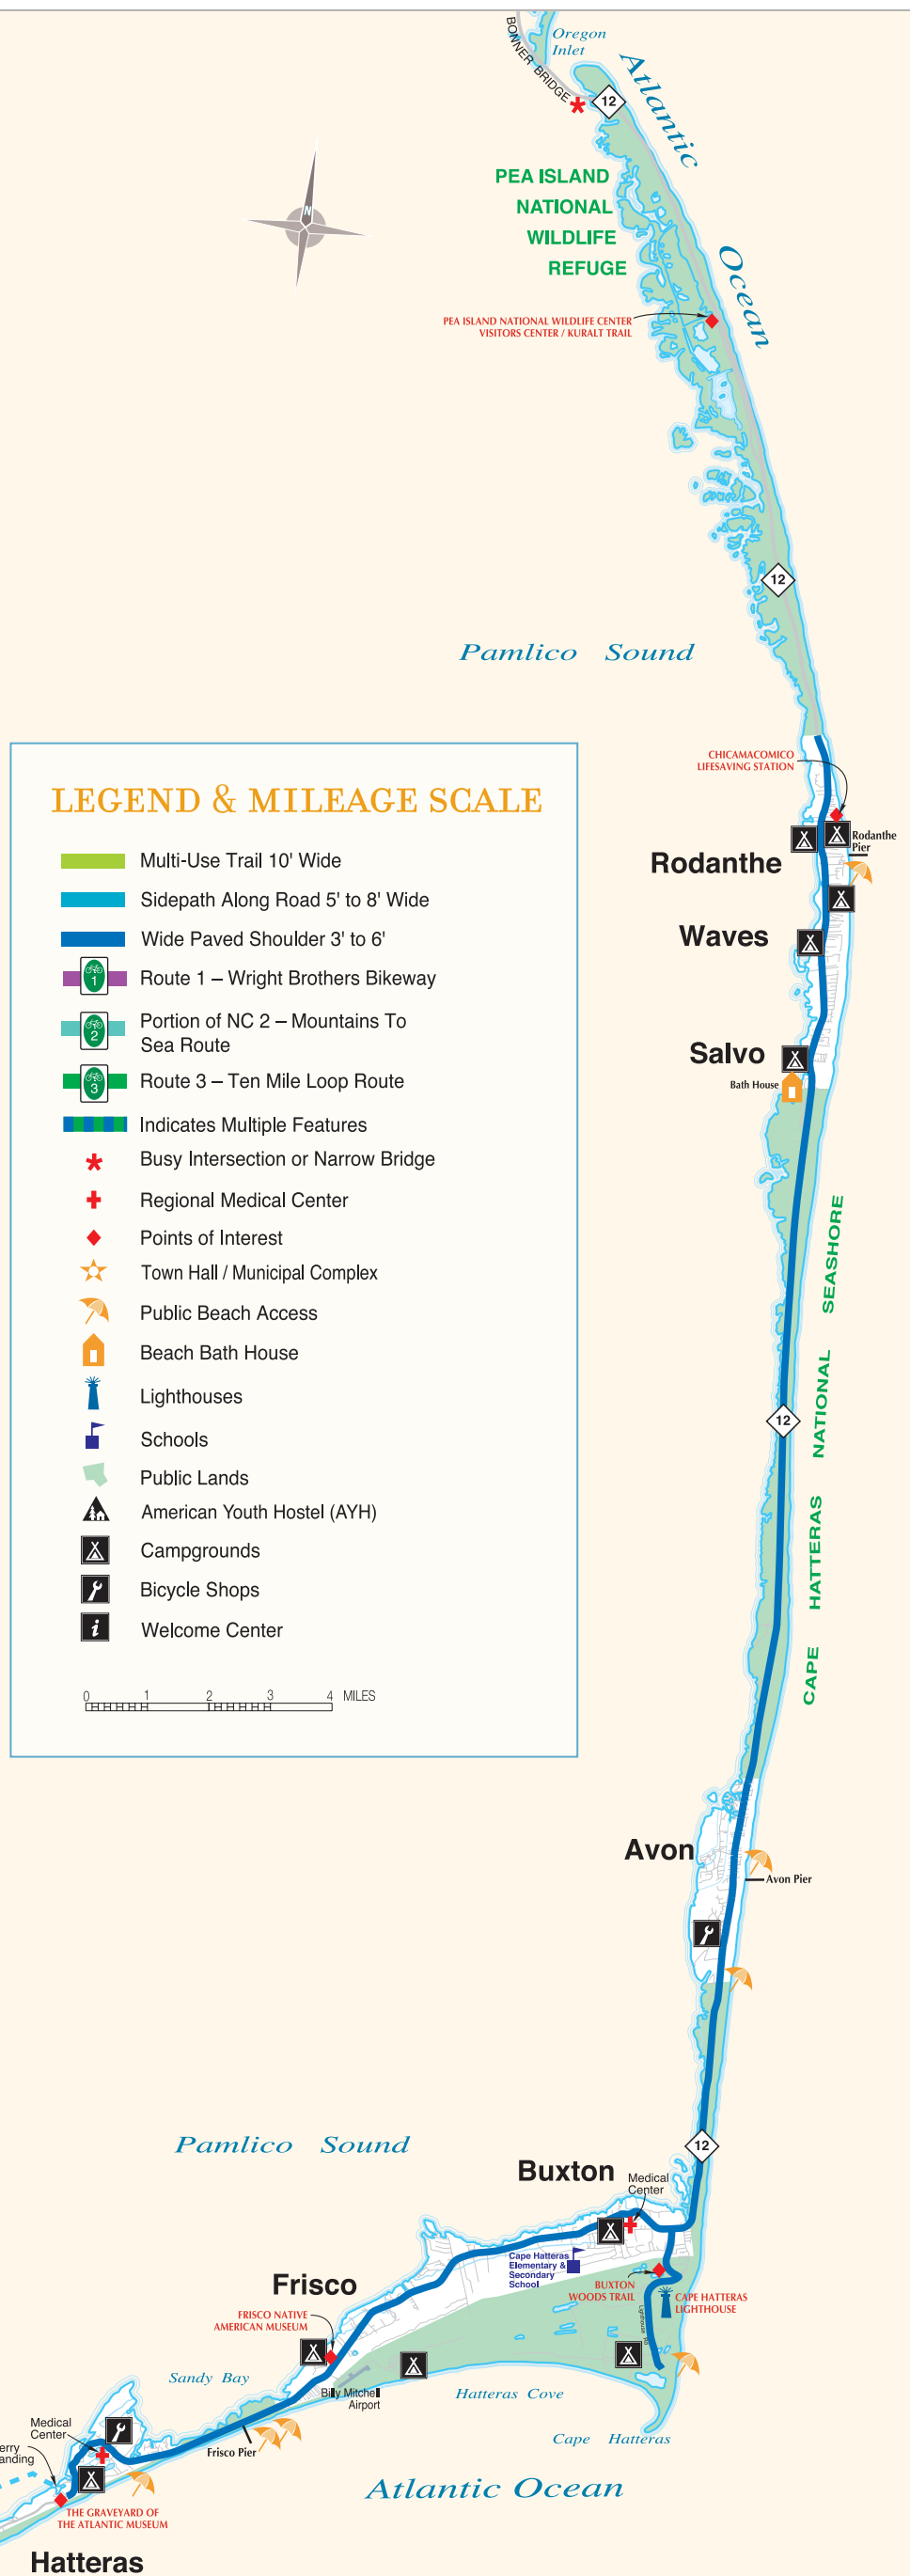 BONNER BRIDGE
Oregon
Inlet
Atlantic
Ocean
12
N
PEA ISLAND
NATIONAL
WILDLIFE
REFUGE
PEA ISLAND NATIONAL WILDLIFE CENTER
VISITORS CENTER / KURALT TRAIL
12
Pamlico Sound
CHICAMACOMICO
LIFESAVING STATION
Rodanthe
Pier
Rodanthe
Waves
Salvo
Bath House
LEGEND & MILEAGE SCALE
Multi-Use Trail 10' Wide
Sidepath Along Road 5' to 8' Wide
Wide Paved Shoulder 3' to 6'
1
Route 1 – Wright Brothers Bikeway
2
Portion of NC 2 – Mountains To
Sea Route
3
Route 3 – Ten Mile Loop Route
Indicates Multiple Features
Busy Intersection or Narrow Bridge
Regional Medical Center
Points of Interest
Town Hall / Municipal Complex
Public Beach Access
Beach Bath House
Lighthouses
Schools
Public Lands
American Youth Hostel (AYH)
Campgrounds
Bicycle Shops
i
Welcome Center
0 1 2 3 4 MILES
CAPE HATTERAS NATIONAL SEASHORE
12
Avon
Avon Pier
12
Pamlico Sound
Buxton
Medical
Center
Cape Hatteras
Elementary &
Secondary
School
BUXTON
WOODS TRAIL
CAPE HATTERAS
LIGHTHOUSE
Lighthouse Rd
Frisco
FRISCO NATIVE
AMERICAN MUSEUM
Sandy Bay
Billy Mitchell
Airport
Hatteras Cove
Cape Hatteras
Frisco Pier
Medical
Center
erry
anding
Atlantic Ocean
THE GRAVEYARD OF
THE ATLANTIC MUSEUM
Hatteras